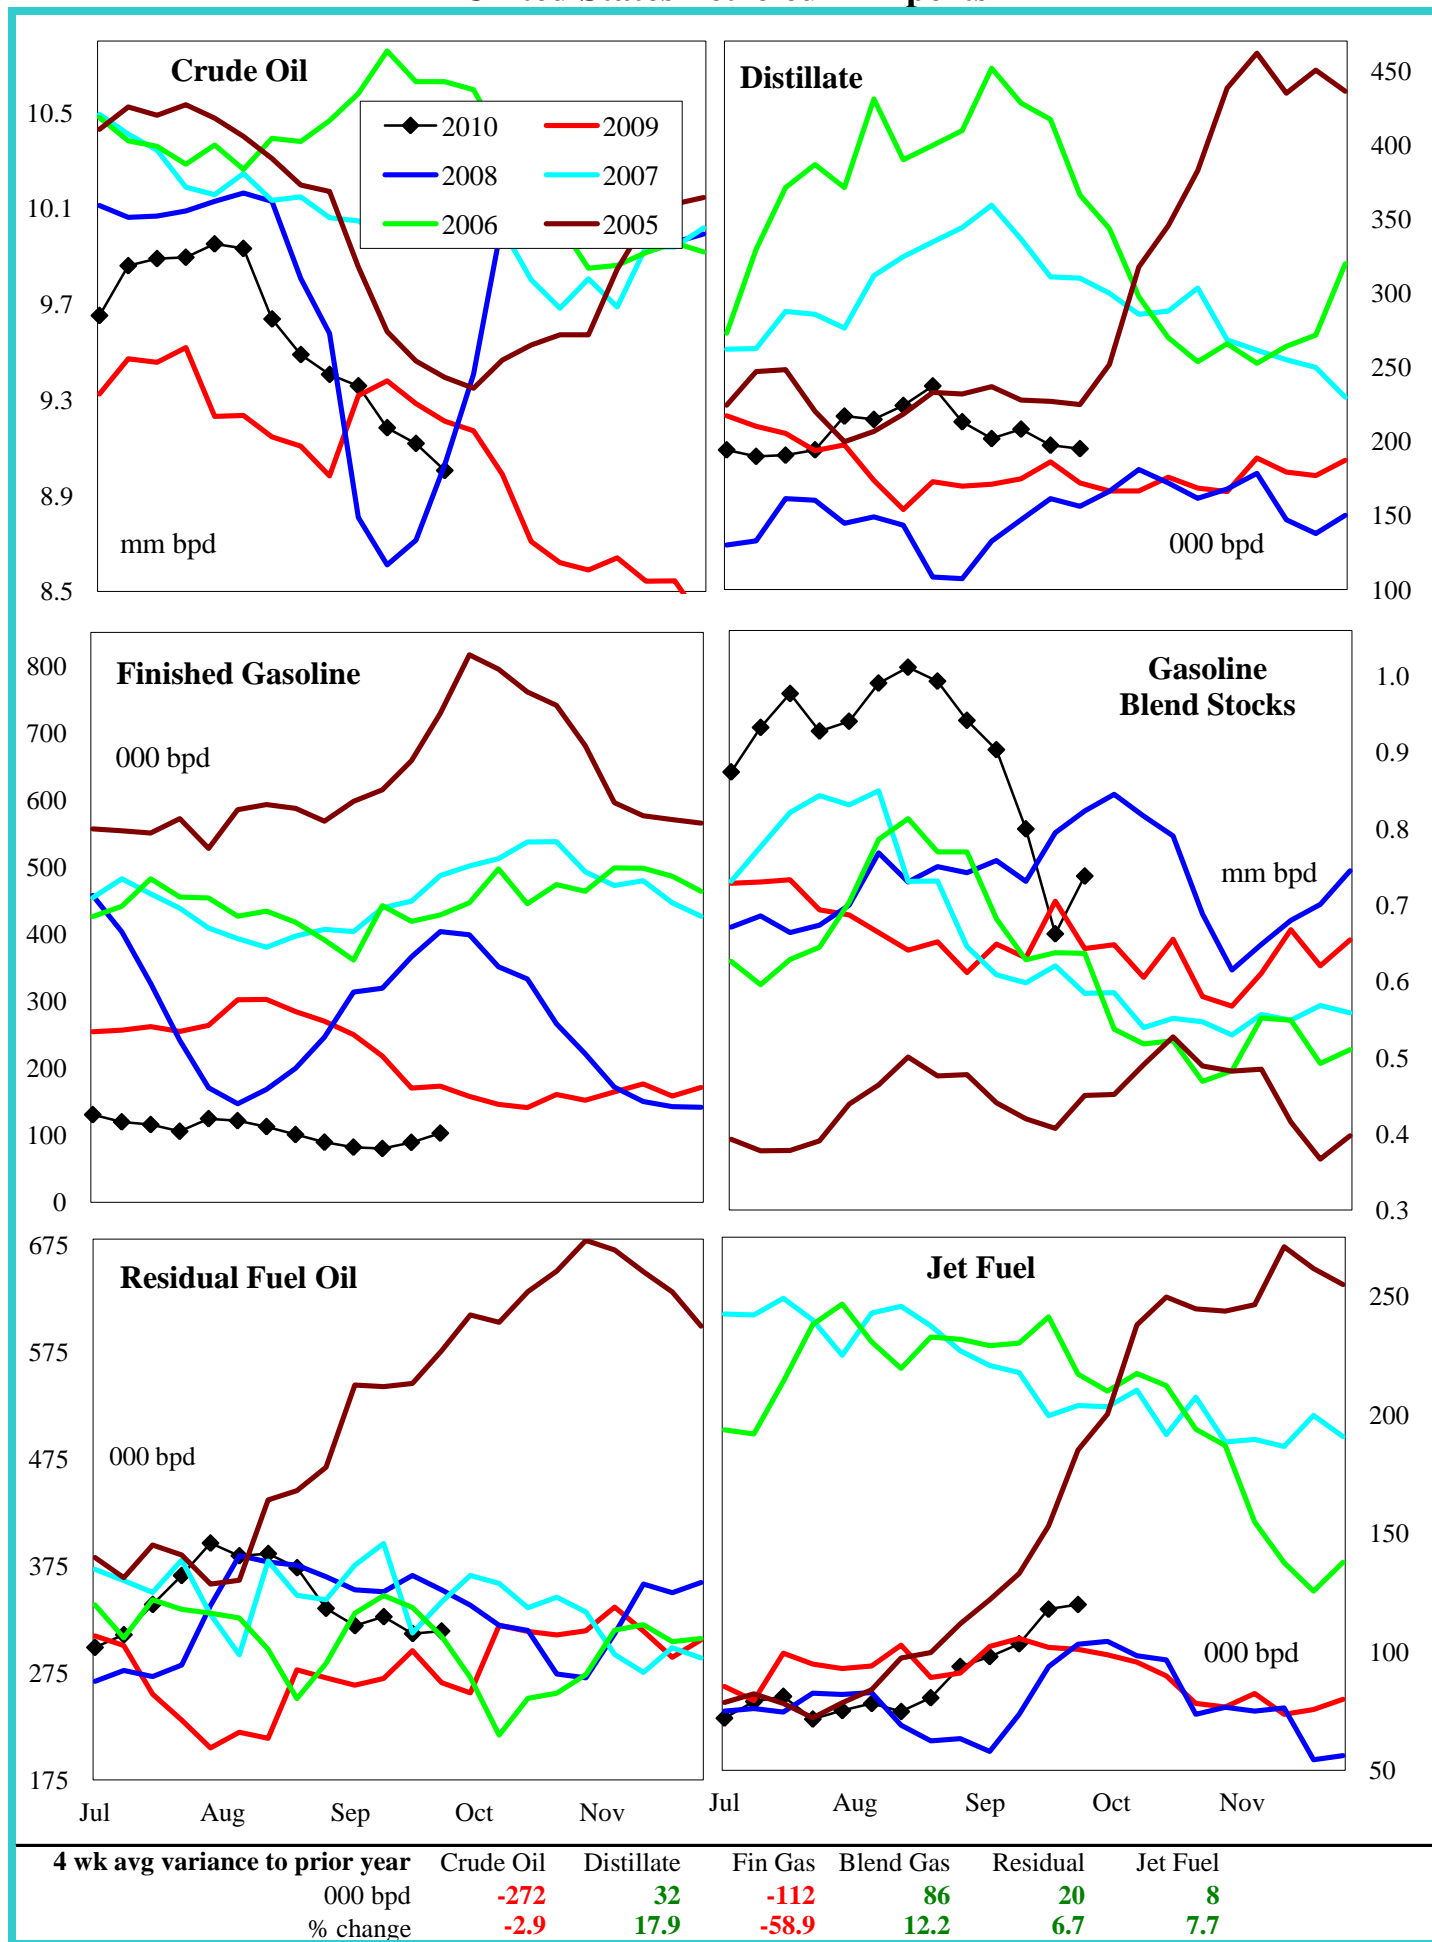 Crude Oil
10.5
10.1
9.7
9.3
8.9
8.5
mm bpd
2010 2009
2008 2007
2006 2005
Distillate
450
400
350
300
250
200
150
100
000 bpd
Finished Gasoline
800
700
600
500
400
300
200
100
0
000 bpd
Gasoline
Blend Stocks
1.0
0.9
0.8
0.7
0.6
0.5
0.4
0.3
mm bpd
Residual Fuel Oil
675
575
475
375
275
175
000 bpd
Jul Aug Sep Oct Nov
Jet Fuel
250
200
150
100
50
000 bpd
Jul Aug Sep Oct Nov
4 wk avg variance to prior year Crude Oil Distillate Fin Gas Blend Gas Residual Jet Fuel
000 bpd -272 32 -112 86 20 8
% change -2.9 17.9 -58.9 12.2 6.7 7.7